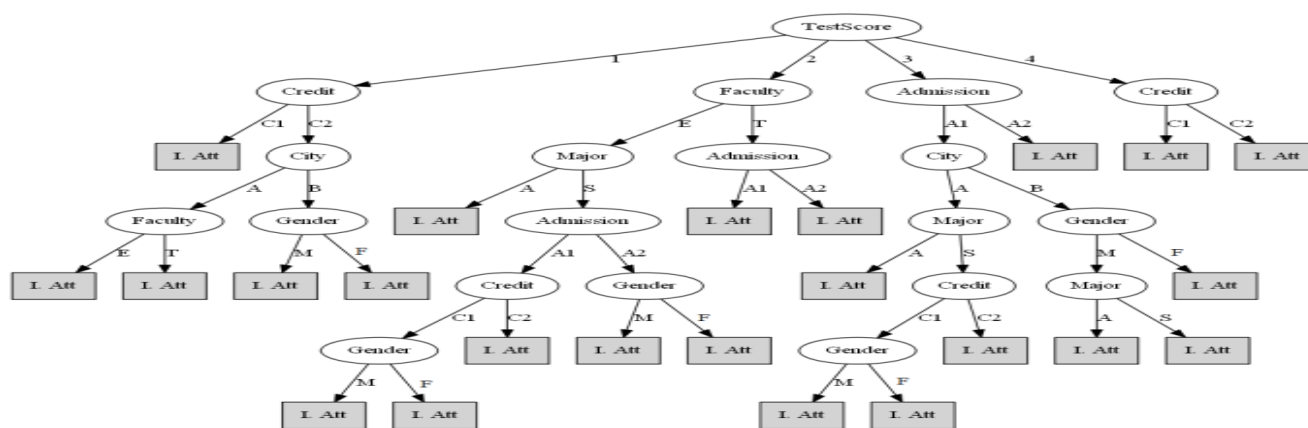 TestScore
1 2 3 4
Credit Faculty Admission Credit
C1 C2 E T A1 A2 C1 C2
I. Att City Major Admission City I. Att I. Att I. Att
A B A S A1 A2 A B
Faculty Gender I. Att Admission I. Att I. Att Major Gender
E T M F A1 A2 A S M F
I. Att I. Att I. Att I. Att Credit Gender I. Att Credit Major I. Att
C1 C2 M F C1 C2 A S
Gender I. Att I. Att I. Att Gender I. Att I. Att I. Att
M F M F
I. Att I. Att I. Att I. Att